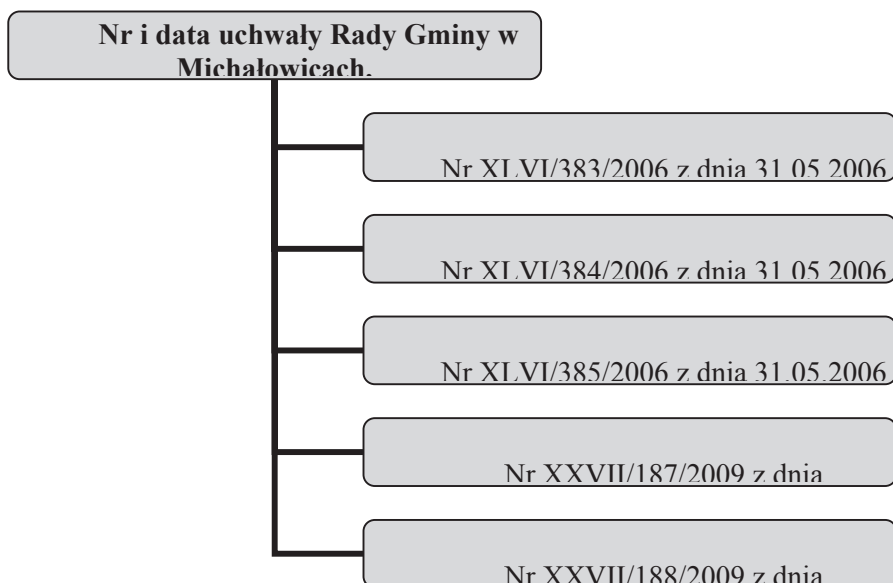 Nr i data uchwały Rady Gminy w
Michałowicach.
Nr XLVI/383/2006 z dnia 31.05.2006
Nr XLVI/384/2006 z dnia 31.05.2006
Nr XLVI/385/2006 z dnia 31.05.2006
Nr XXVII/187/2009 z dnia
Nr XXVII/188/2009 z dnia